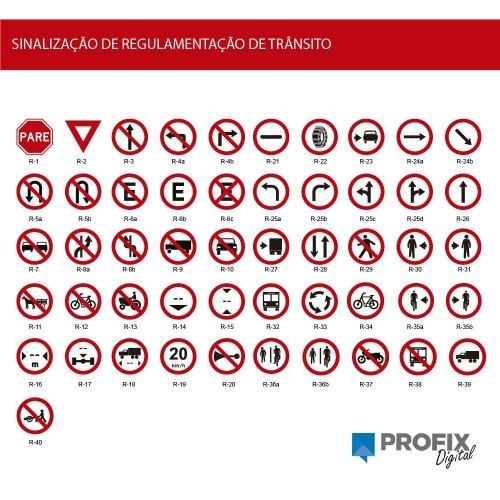 SINALIZAÇÃO DE REGULAMENTAÇÃO DE TRÂNSITO
PARE
R-1 R-2 R-3 R-4a R-4b R-21 R-22 R-23 R-24a R-24b
E E E
R-5a R-5b R-6a R-6b R-6c R-25a R-25b R-25c R-25d R-26
R-7 R-8a R-8b R-9 R-10 R-27 R-28 R-29 R-30 R-31
R-11 R-12 R-13 R-14 R-15 R-32 R-33 R-34 R-35a R-35b
m
20
km/h
R-16 R-17 R-18 R-19 R-20 R-36a R-36b R-37 R-38 R-39
R-40
PROFIX
Digital